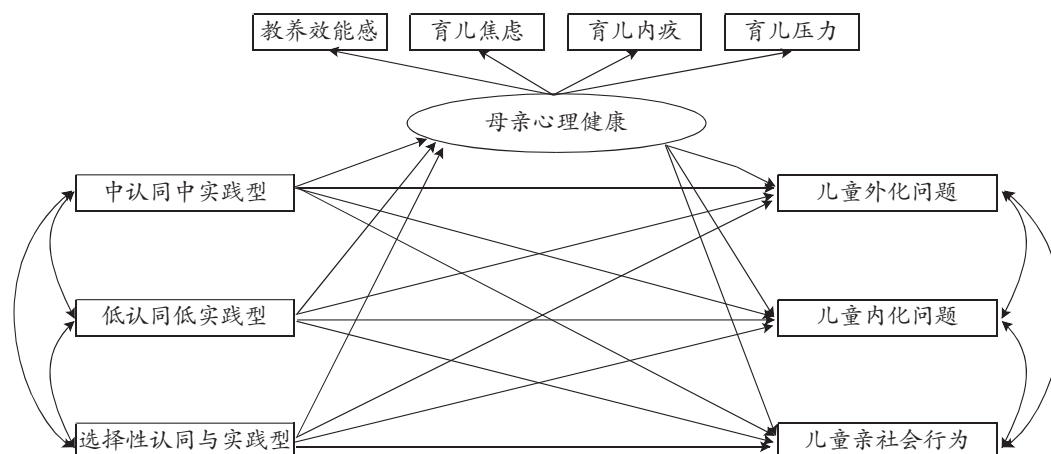 教养效能感 育儿焦虑 育儿内疚 育儿压力
母亲心理健康
中认同中实践型 儿童外化问题
低认同低实践型 儿童内化问题
选择性认同与实践型 儿童亲社会行为